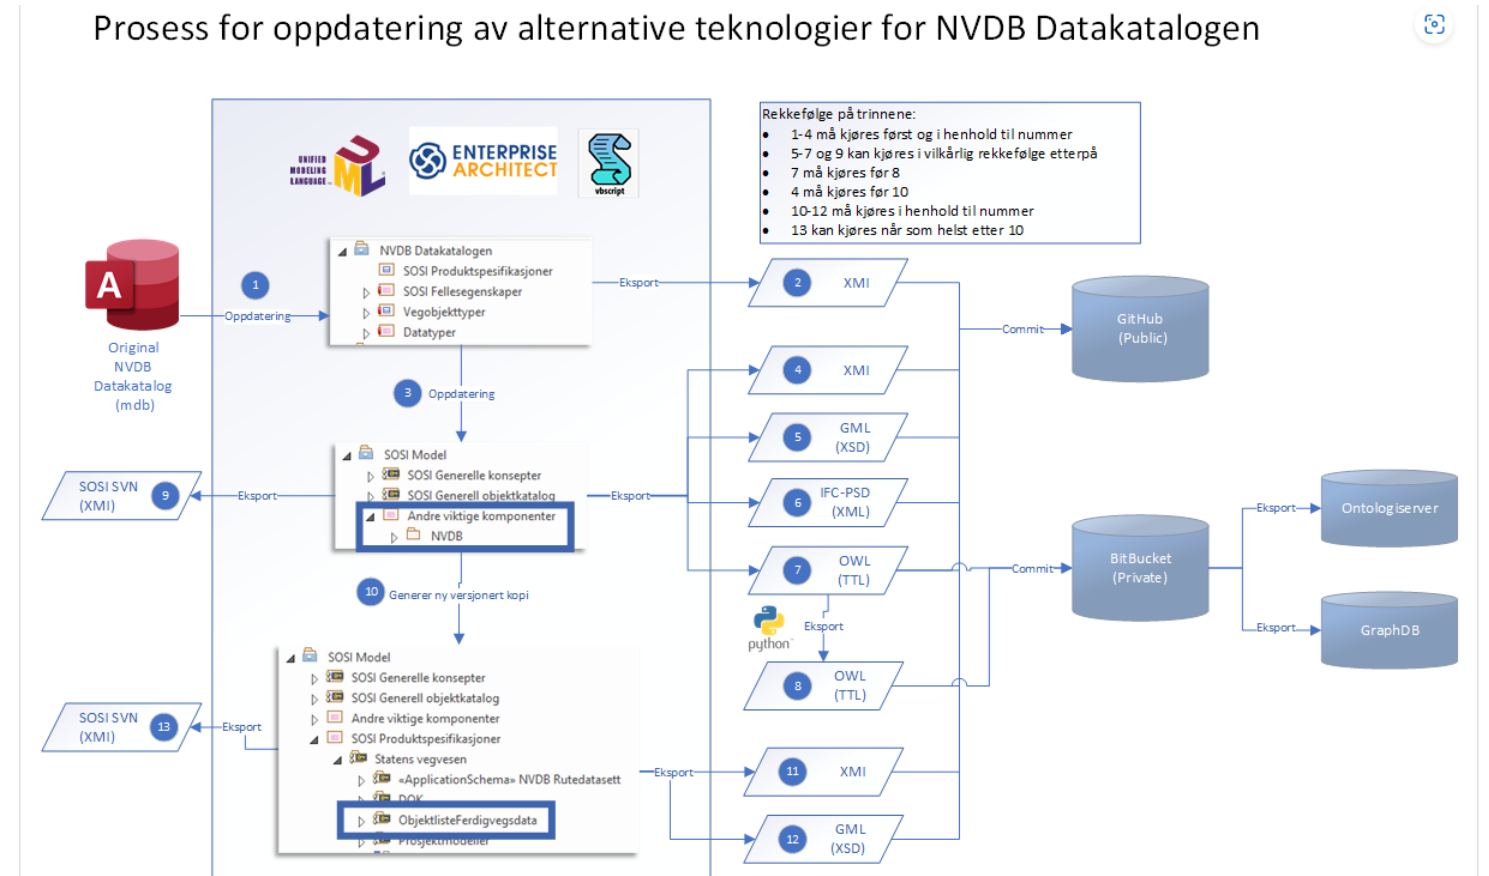 Prosess for oppdatering av alternative teknologier for NVDB Datakatalogen
UNIFIED
MODELING
LANGUAGE
UML
ENTERPRISE
ARCHITECT
vbscript
Rekkefølge på trinnene:
• 1-4 må kjøres først og i henhold til nummer
• 5-7 og 9 kan kjøres i vilkårlig rekkefølge etterpå
• 7 må kjøres før 8
• 4 må kjøres før 10
• 10-12 må kjøres i henhold til nummer
• 13 kan kjøres når som helst etter 10
A
Original
NVDB
Datakatalog
(mdb)
1
Oppdatering
NVDB Datakatalogen
SOSI Produktspesifikasjoner
SOSI Fellesegenskaper
Vegobjekttyper
Datatyper
Eksport
2 XMI
Commit
GitHub
(Public)
3 Oppdatering
4 XMI
SOSI Model
SOSI Generelle konsepter
SOSI Generell objektkatalog
Andre viktige komponenter
NVDB
Eksport
SOSI SVN
(XMI)
9
Eksport
5 GML
(XSD)
6 IFC-PSD
(XML)
7 OWL
(TTL)
python
Eksport
8 OWL
(TTL)
Commit
BitBucket
(Private)
Eksport
Ontologiserver
Eksport
GraphDB
10 Generer ny versjonert kopi
SOSI Model
SOSI Generelle konsepter
SOSI Generell objektkatalog
Andre viktige komponenter
SOSI Produktspesifikasjoner
Statens vegvesen
«ApplicationSchema» NVDB Rutedatasett
DOK
ObjektlisteFerdigvegsdata
Prosjektmodeller
SOSI SVN
(XMI)
13
Eksport
Eksport
11 XMI
12 GML
(XSD)